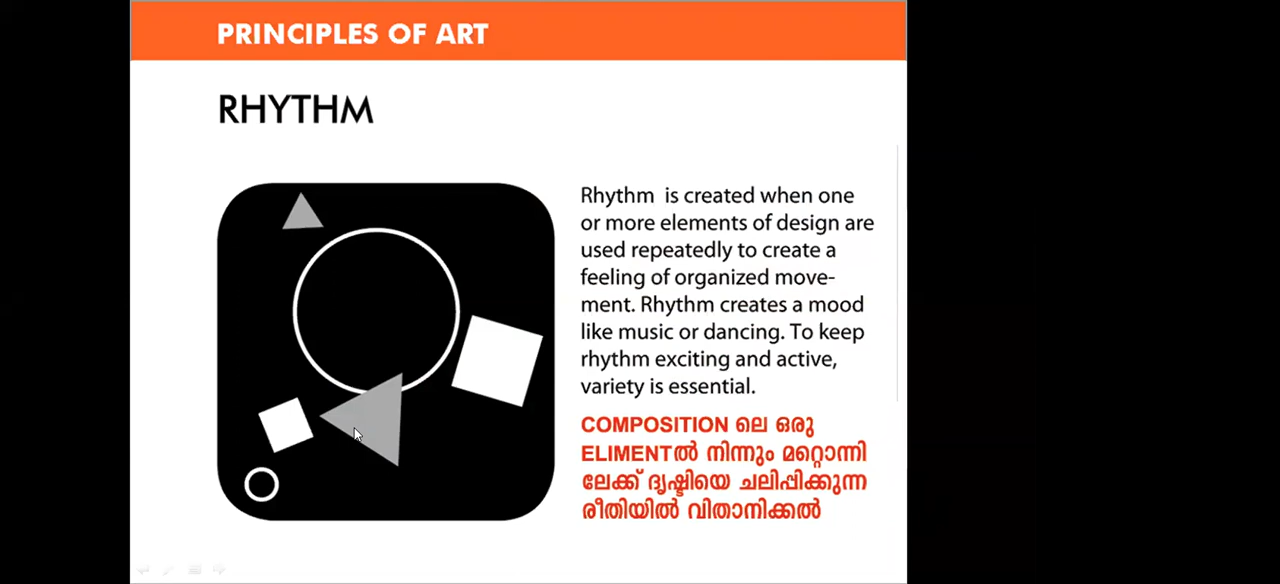 PRINCIPLES OF ART
RHYTHM
Rhythm is created when one
or more elements of design are
used repeatedly to create a
feeling of organized move-
ment. Rhythm creates a mood
like music or dancing. To keep
rhythm exciting and active,
variety is essential.
COMPOSITION ലെ ഒരു
ELIMENTൽ നിന്നും മറ്റൊന്നി
ലേക്ക് ദൃഷ്ടിയെ ചലിപ്പിക്കുന്ന
രീതിയിൽ വിതാനിക്കൽ